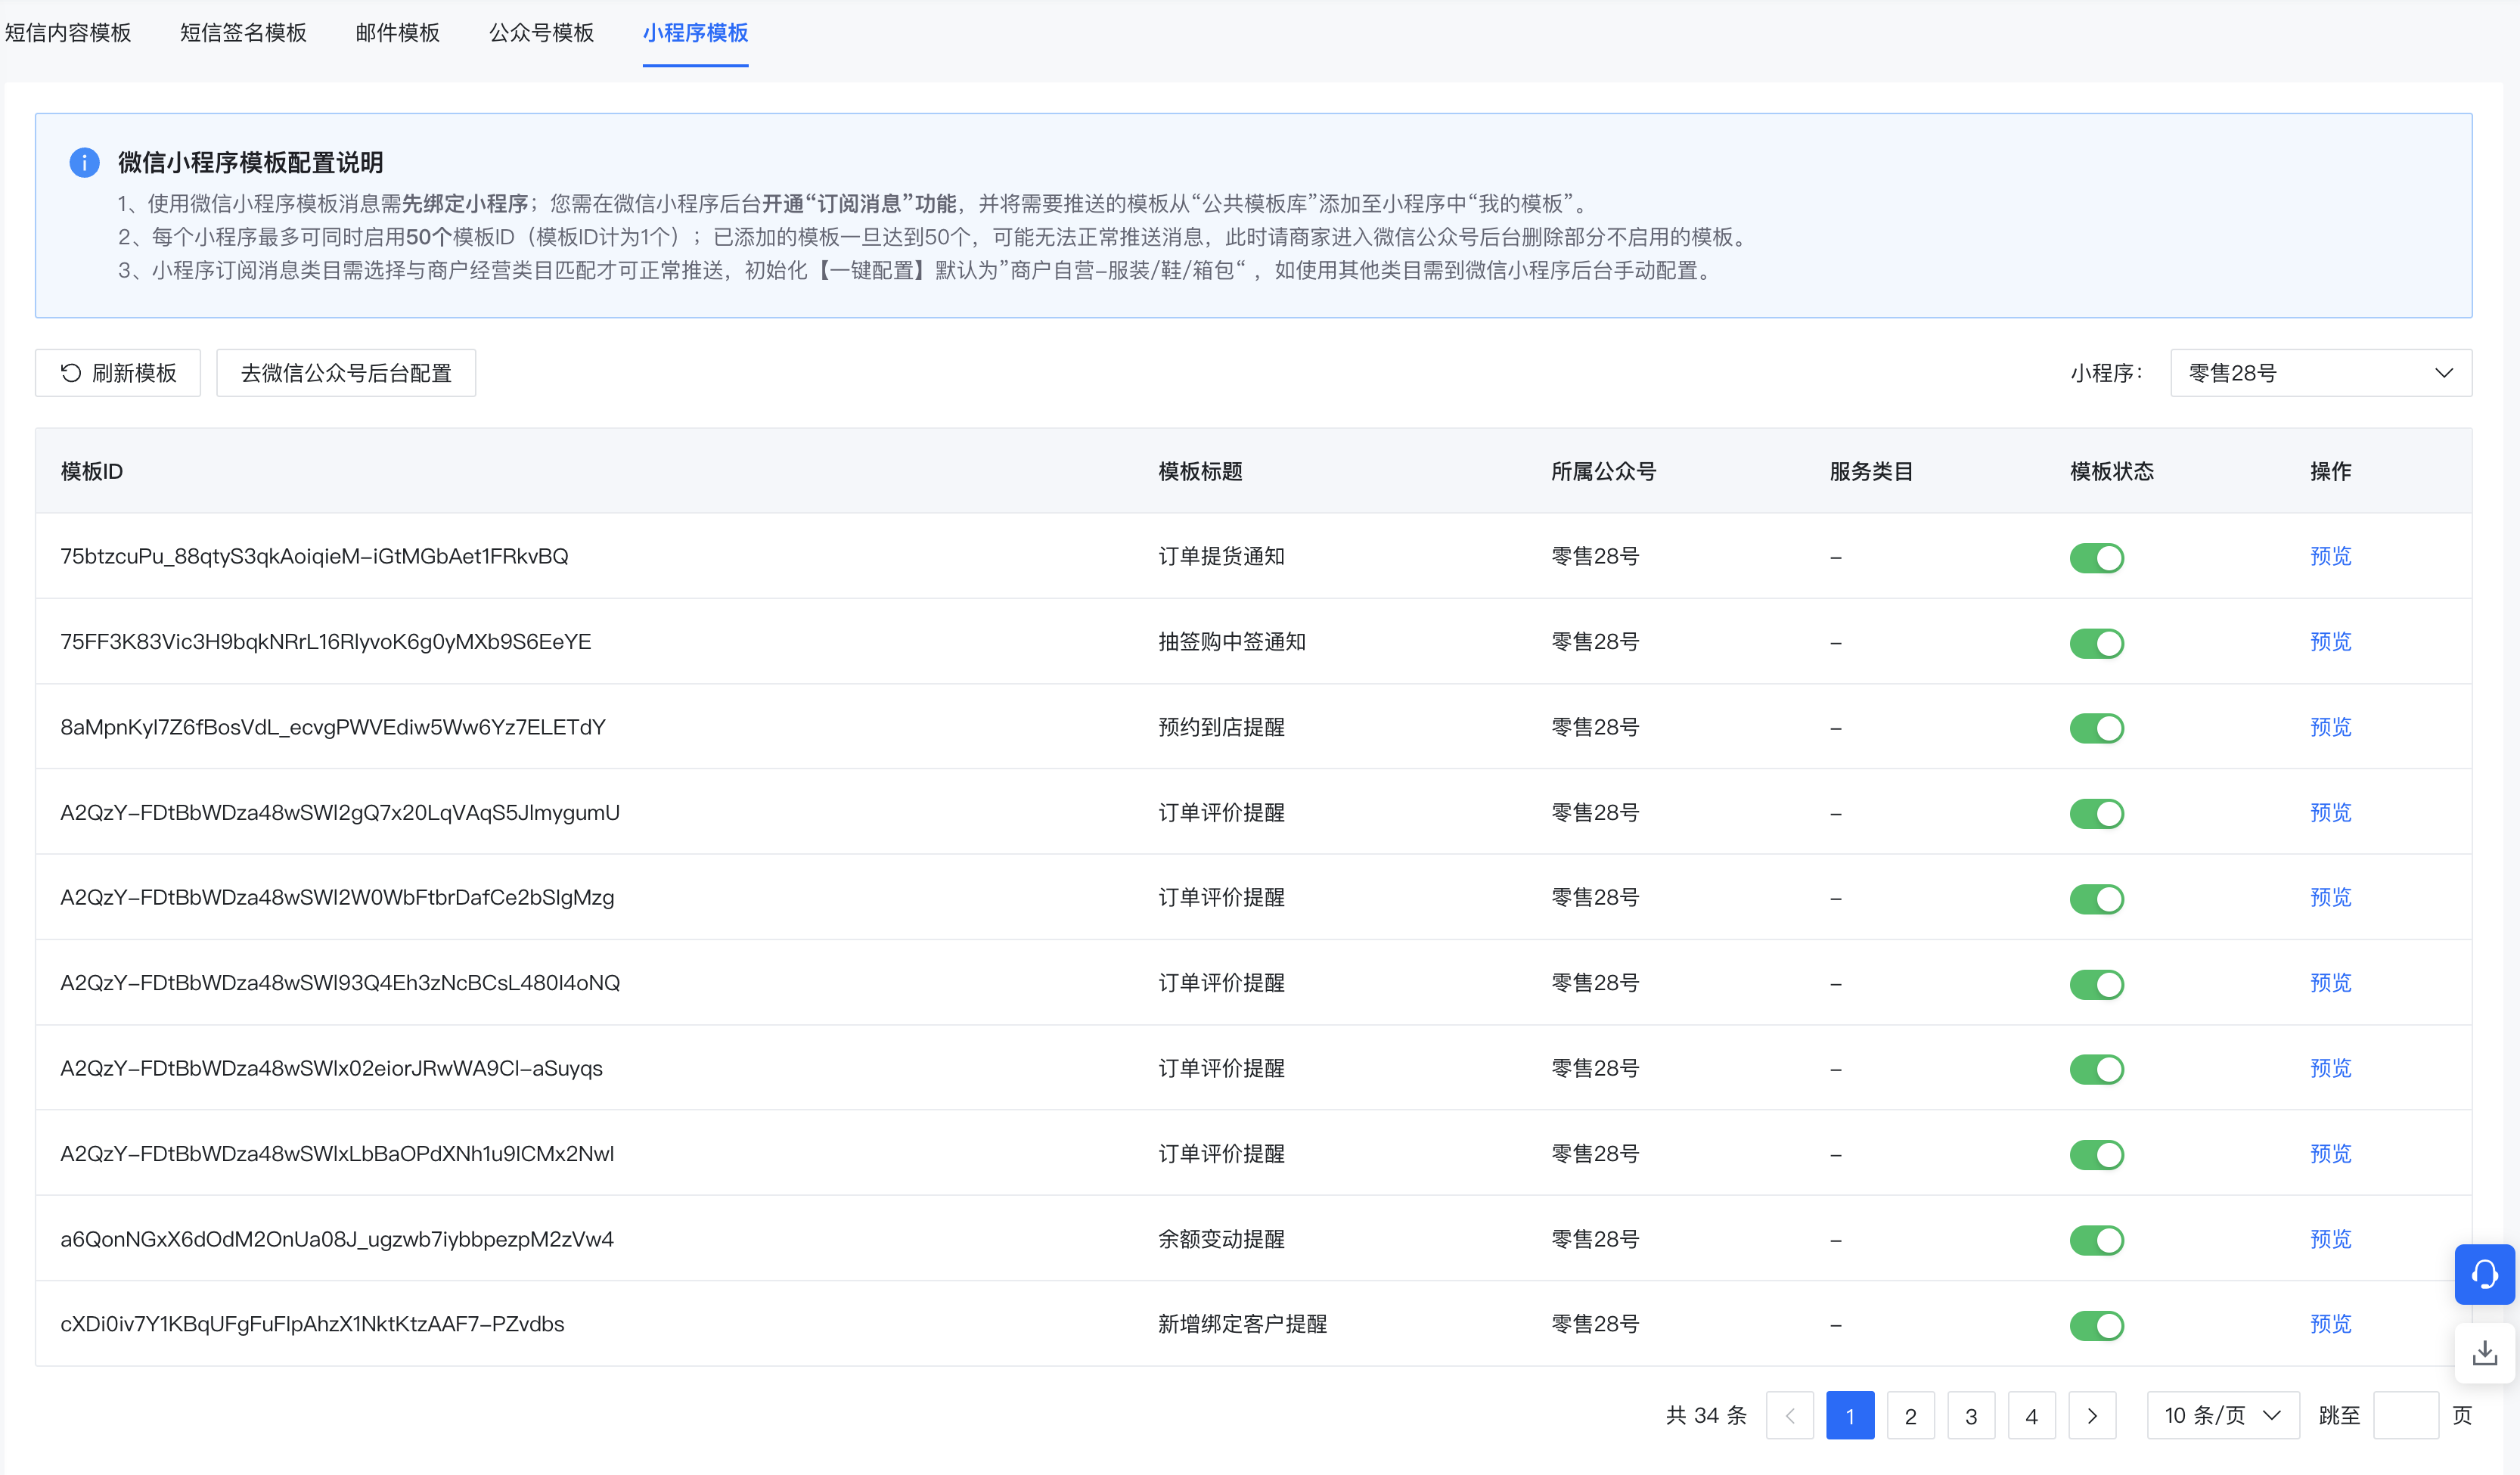 短信内容模板 短信签名模板 邮件模板 公众号模板 小程序模板
微信小程序模板配置说明
1、使用微信小程序模板消息需先绑定小程序；您需在微信小程序后台开通“订阅消息”功能，并将需要推送的模板从“公共模板库”添加至小程序中“我的模板”。
2、每个小程序最多可同时启用50个模板ID（模板ID计为1个）；已添加的模板一旦达到50个，可能无法正常推送消息，此时请商家进入微信公众号后台删除部分不启用的模板。
3、小程序订阅消息类目需选择与商户经营类目匹配才可正常推送，初始化【一键配置】默认为”商户自营-服装/鞋/箱包“ ，如使用其他类目需到微信小程序后台手动配置。
刷新模板 去微信公众号后台配置 小程序： 零售28号
模板ID 模板标题 所属公众号 服务类目 模板状态 操作
75btzcuPu_88qtyS3qkAoiqieM-iGtMGbAet1FRkvBQ 订单提货通知 零售28号 - 预览
75FF3K83Vic3H9bqkNRrL16RlyvoK6g0yMXb9S6EeYE 抽签购中签通知 零售28号 - 预览
8aMpnKyI7Z6fBosVdL_ecvgPWVEdiw5Ww6Yz7ELETdY 预约到店提醒 零售28号 - 预览
A2QzY-FDtBbWDza48wSWI2gQ7x20LqVAqS5JlmygumU 订单评价提醒 零售28号 - 预览
A2QzY-FDtBbWDza48wSWI2W0WbFtbrDafCe2bSIgMzg 订单评价提醒 零售28号 - 预览
A2QzY-FDtBbWDza48wSWI93Q4Eh3zNcBCsL480I4oNQ 订单评价提醒 零售28号 - 预览
A2QzY-FDtBbWDza48wSWIx02eiorJRwWA9Cl-aSuyqs 订单评价提醒 零售28号 - 预览
A2QzY-FDtBbWDza48wSWIxLbBaOPdXNh1u9ICMx2NwI 订单评价提醒 零售28号 - 预览
a6QonNGxX6dOdM2OnUa08J_ugzwb7iybbpezpM2zVw4 余额变动提醒 零售28号 - 预览
cXDi0iv7Y1KBqUFgFuFIpAhzX1NktKtzAAF7-PZvdbs 新增绑定客户提醒 零售28号 - 预览
共 34 条 1 2 3 4 10 条/页 跳至 页